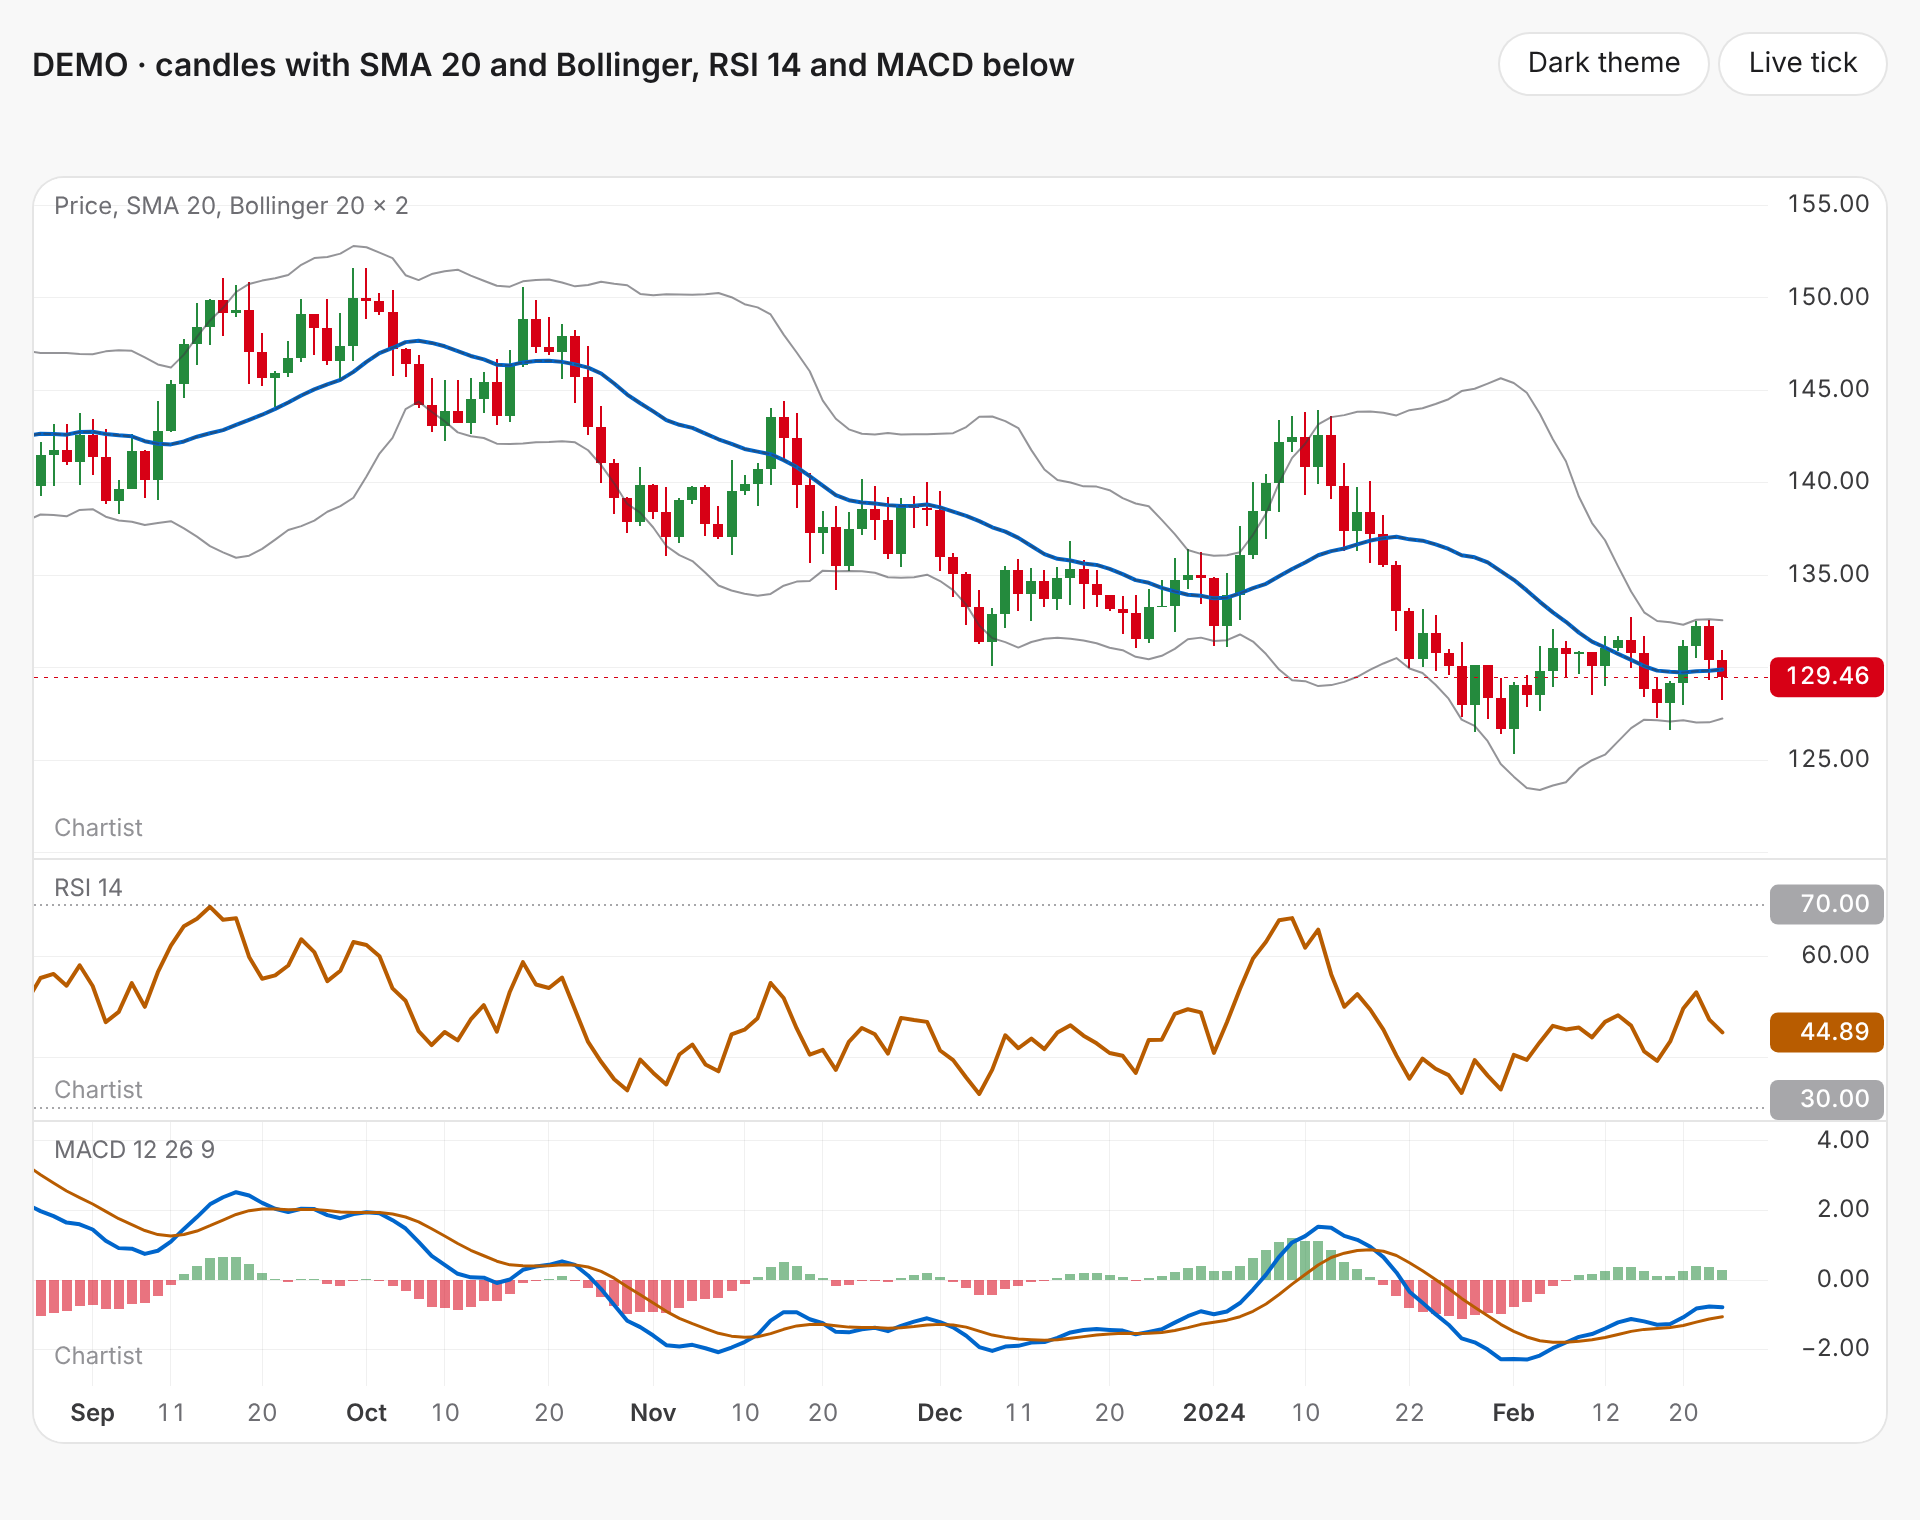 DEMO · candles with SMA 20 and Bollinger, RSI 14 and MACD below
Dark theme
Live tick
Price, SMA 20, Bollinger 20 × 2
155.00
150.00
145.00
140.00
135.00
129.46
125.00
Chartist
RSI 14
70.00
60.00
44.89
Chartist
30.00
MACD 12 26 9
4.00
2.00
0.00
−2.00
Chartist
Sep 11 20 Oct 10 20 Nov 10 20 Dec 11 20 2024 10 22 Feb 12 20